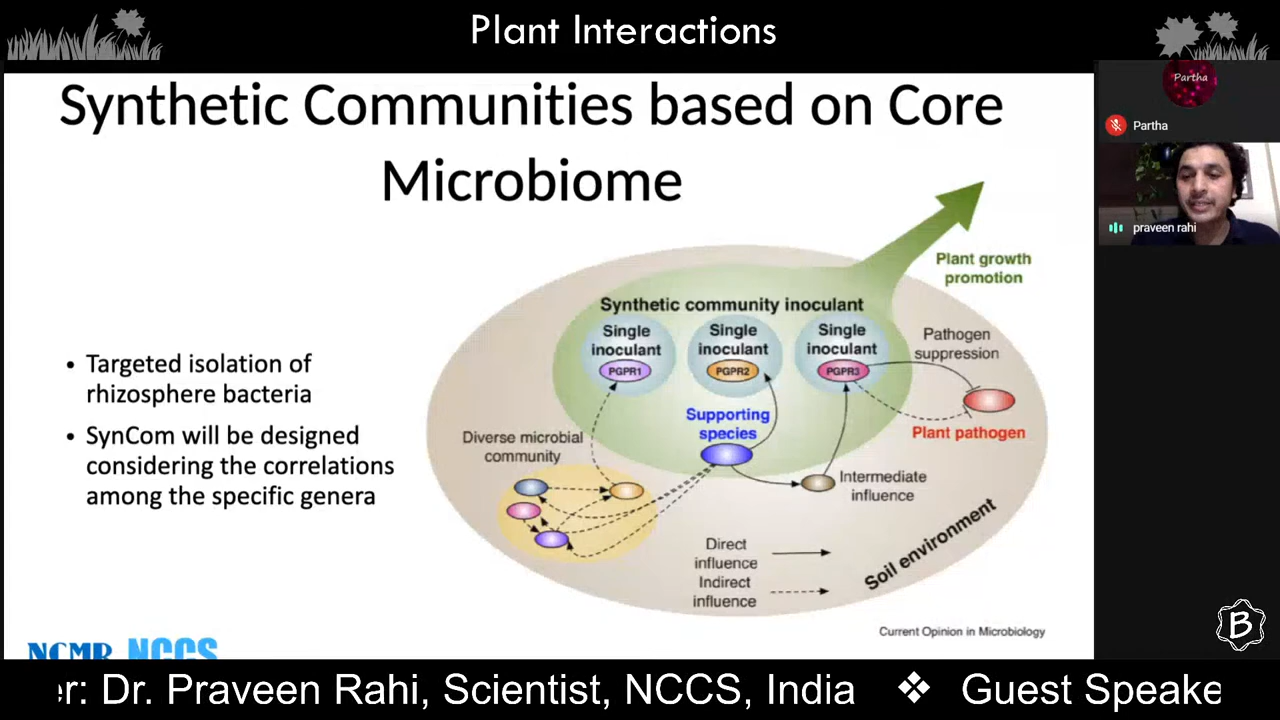 Plant Interactions
Synthetic Communities based on Core
Microbiome
• Targeted isolation of
rhizosphere bacteria
• SynCom will be designed
considering the correlations
among the specific genera
Plant growth
promotion
Synthetic community inoculant
Single
inoculant
PGPR1
Single
inoculant
PGPR2
Single
inoculant
PGPR3
Pathogen
suppression
Plant pathogen
Supporting
species
Diverse microbial
community
Intermediate
influence
Direct
influence
Indirect
influence
Soil environment
Current Opinion in Microbiology
NCMR NCCS
Partha
Partha
praveen rahi
B
er: Dr. Praveen Rahi, Scientist, NCCS, India ❖ Guest Speake